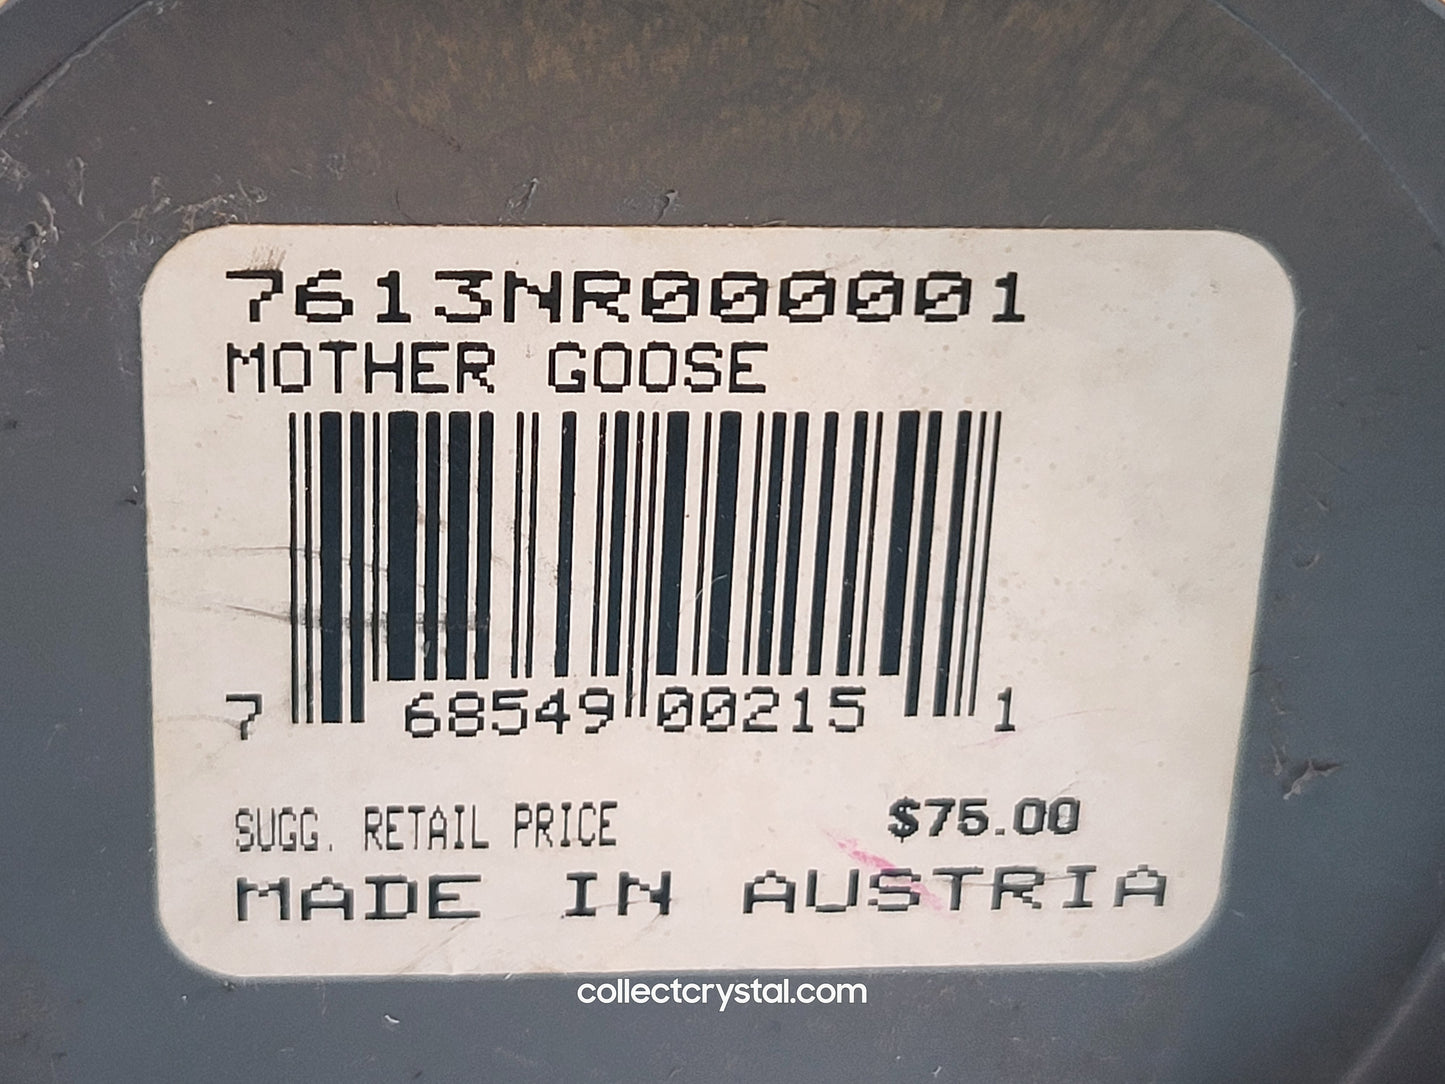 7613NR000001
MOTHER GOOSE
7 68549 00215 1
SUGG. RETAIL PRICE $75.00
MADE IN AUSTRIA
collectcrystal.com